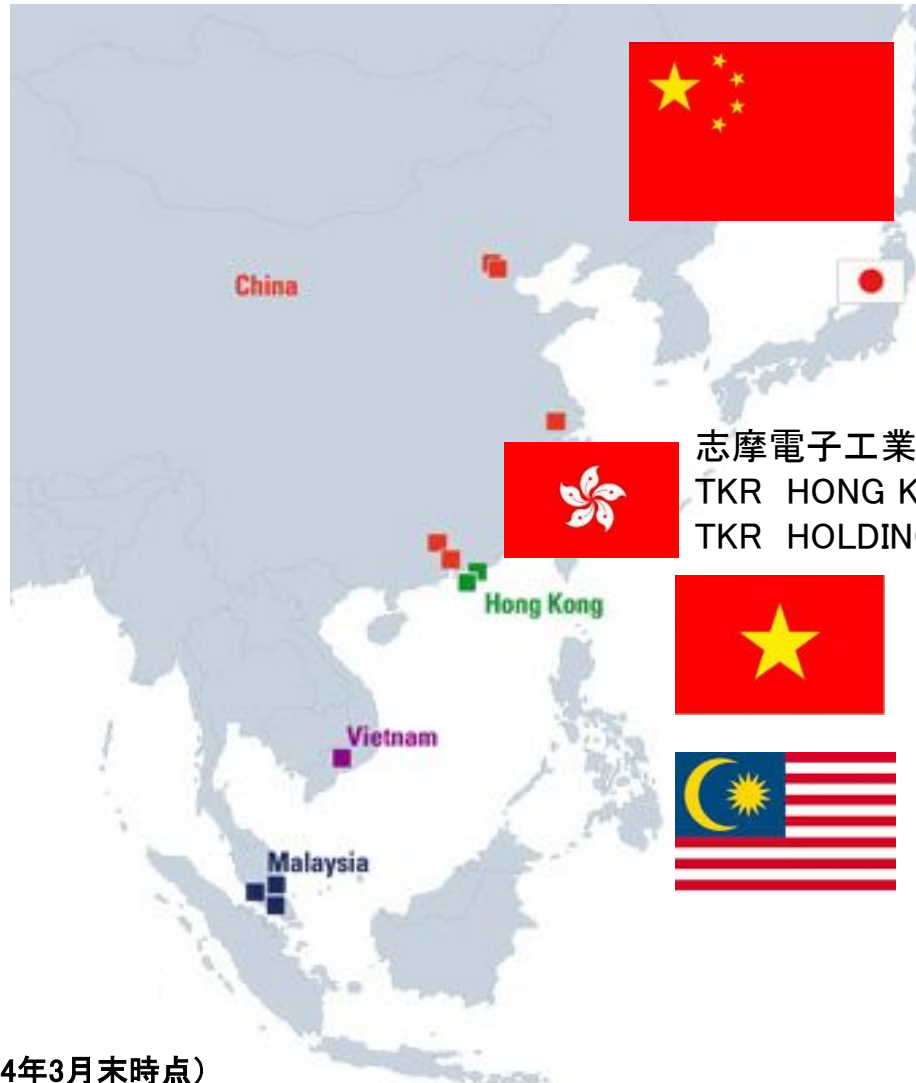 China
志摩電子工業
TKR HONG K
TKR HOLDIN
Hong Kong
Vietnam
Malaysia
4年3月末時点）